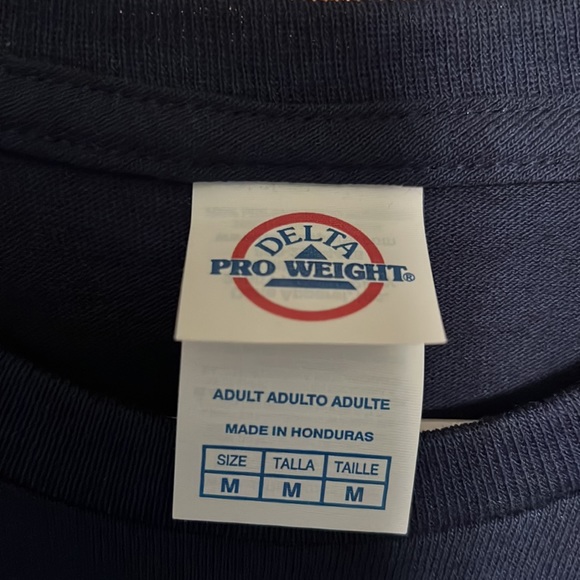 DELTA
PRO WEIGHT®
ADULT ADULTO ADULTE
MADE IN HONDURAS
SIZE TALLA TAILLE
M M M